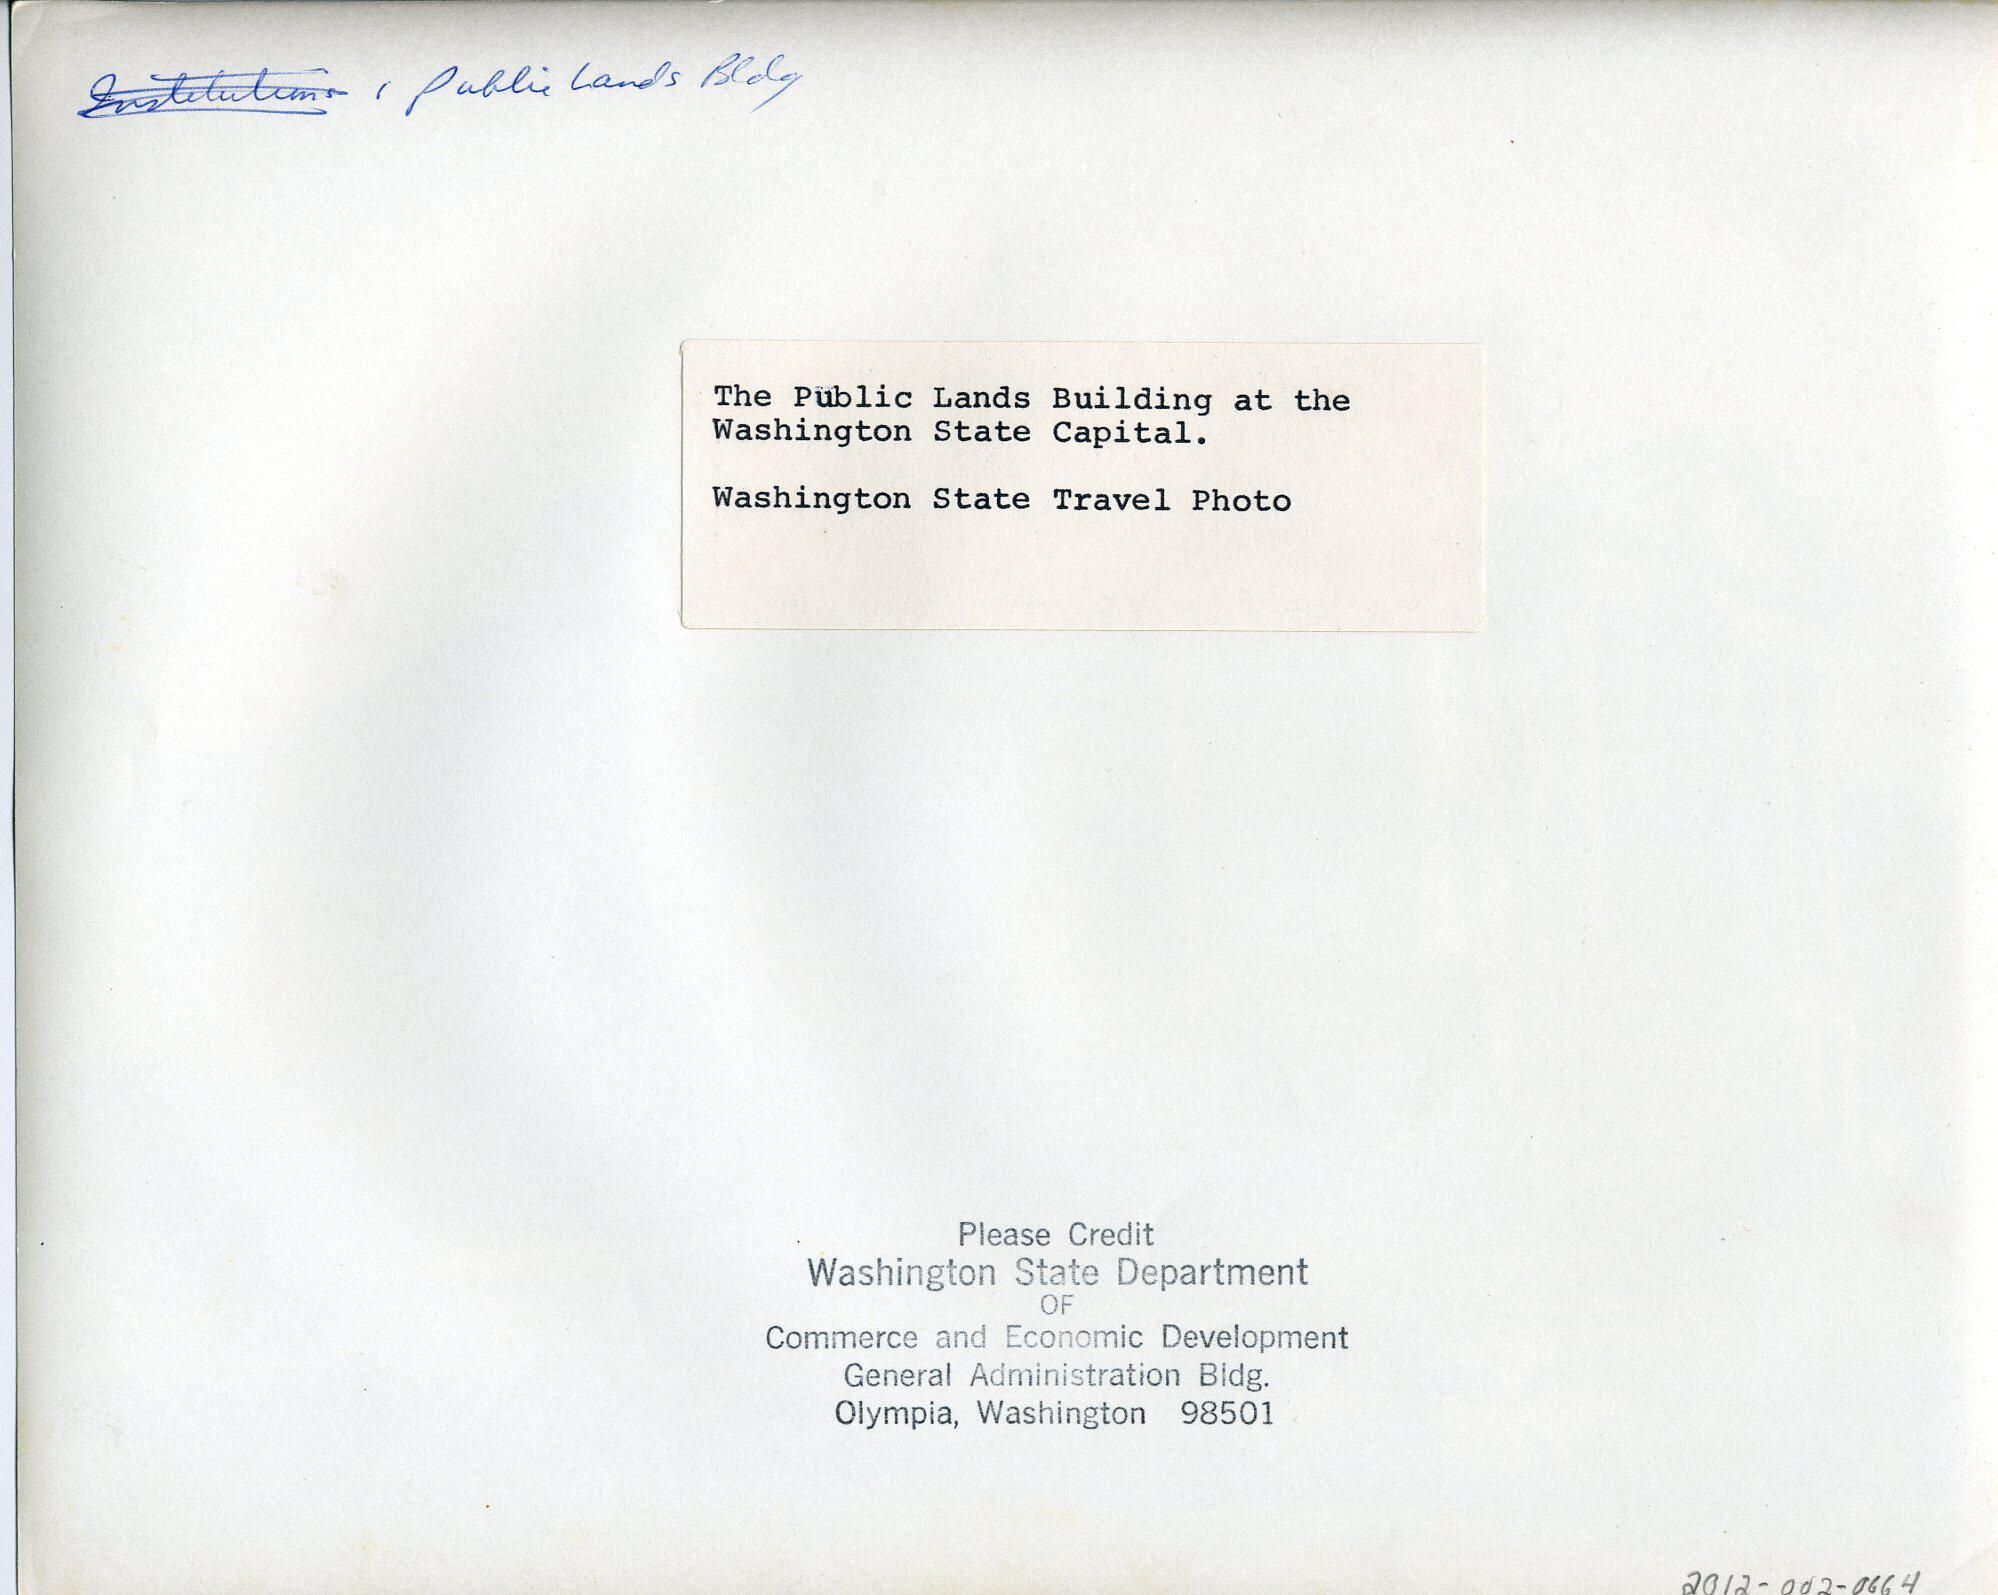 Institutions, Public Lands Bldg
The Public Lands Building at the
Washington State Capital.
Washington State Travel Photo
Please Credit
Washington State Department
OF
Commerce and Economic Development
General Administration Bldg.
Olympia, Washington 98501
2012-002-0664